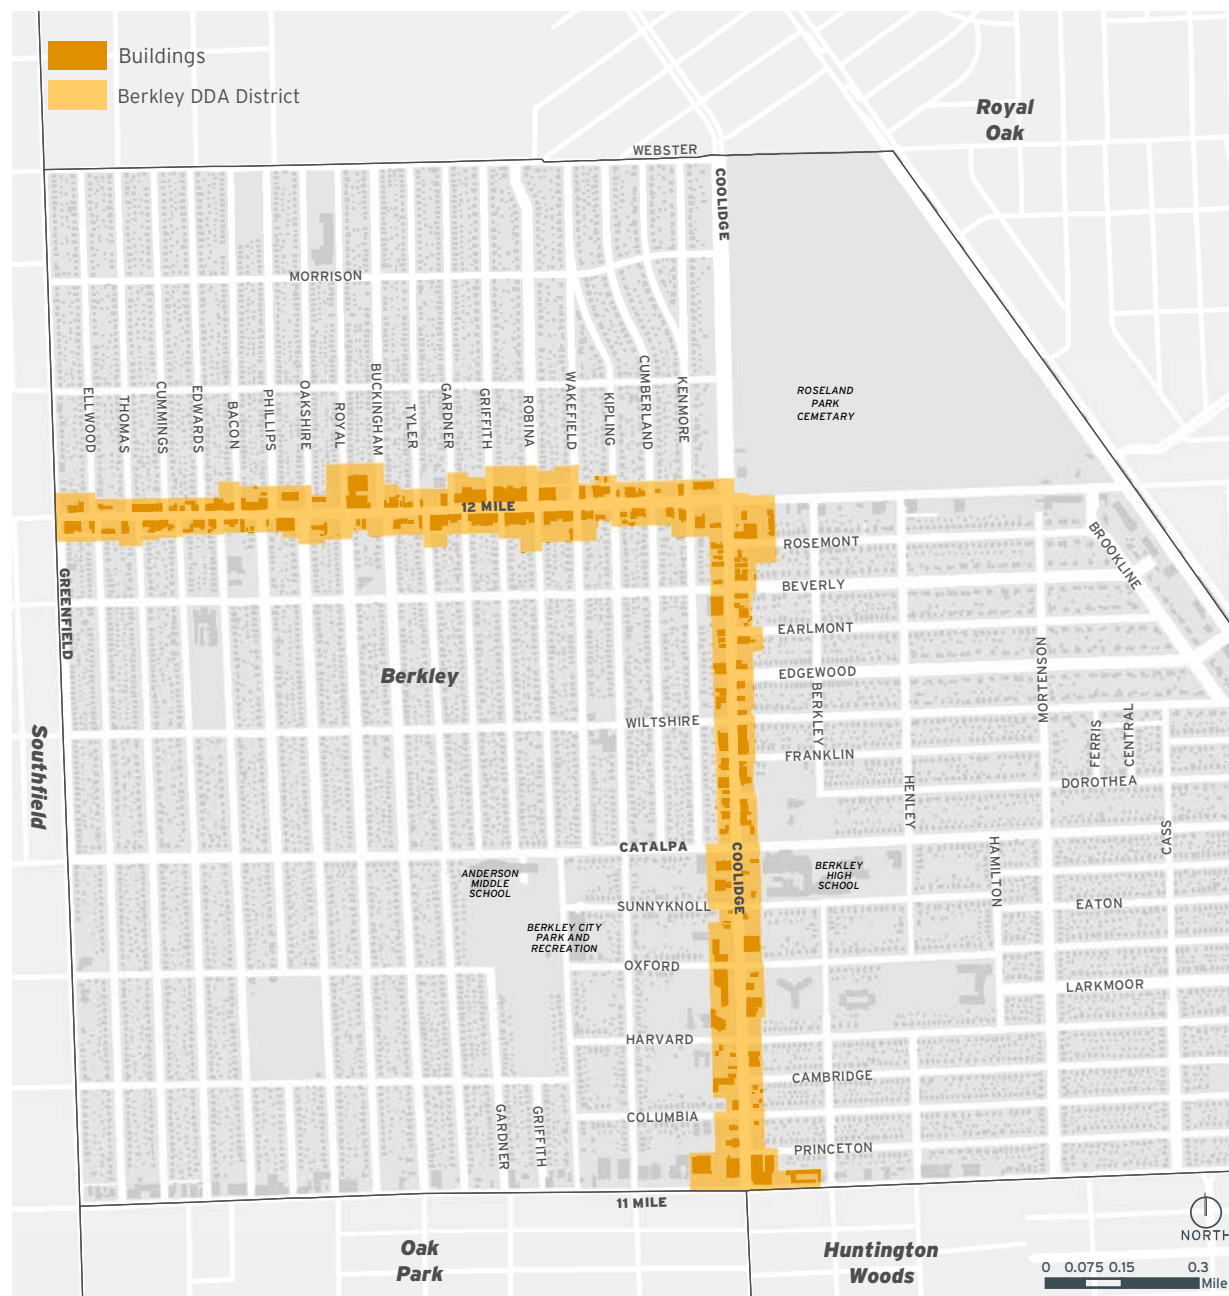 Buildings
Berkley DDA District
Royal
Oak
WEBSTER
COOLIDGE
MORRISON
ROSELAND
PARK
CEMETARY
ELLWOOD
THOMAS
CUMMINGS
EDWARDS
BACON
PHILLIPS
OAKSHIRE
ROYAL
BUCKINGHAM
TYLER
GARDNER
GRIFFITH
ROBINA
WAKEFIELD
KIPLING
CUMBERLAND
KENMORE
12 MILE
ROSEMONT
BROOKLINE
BEVERLY
GREENFIELD
EARLMONT
EDGEWOOD
Berkley
BERKLEY
MORTENSON
WILTSHIRE
FERRIS
CENTRAL
FRANKLIN
Southfield
DOROTHEA
HENLEY
CASS
CATALPA
COOLIDGE
HAMILTON
ANDERSON
MIDDLE
SCHOOL
BERKLEY
HIGH
SCHOOL
SUNNYKNOLL
EATON
BERKLEY CITY
PARK AND
RECREATION
OXFORD
LARKMOOR
HARVARD
CAMBRIDGE
COLUMBIA
GARDNER
GRIFFITH
PRINCETON
11 MILE
NORTH
Oak
Park
Huntington
Woods
0 0.075 0.15 0.3
Mile